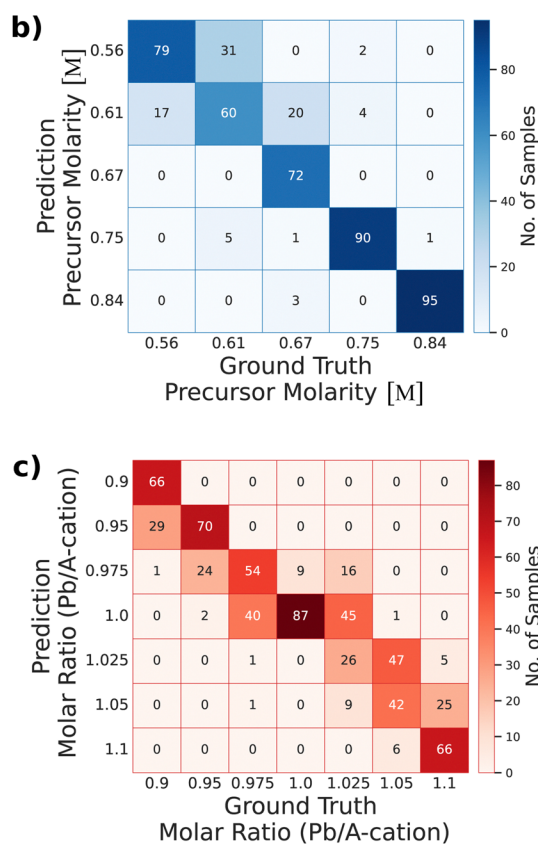 b)
Prediction
Precursor Molarity [M]
0.56 79 31 0 2 0
0.61 17 60 20 4 0
0.67 0 0 72 0 0
0.75 0 5 1 90 1
0.84 0 0 3 0 95
0.56 0.61 0.67 0.75 0.84
Ground Truth
Precursor Molarity [M]
80
60
40
20
0
No. of Samples
c)
Prediction
Molar Ratio (Pb/A-cation)
0.9 66 0 0 0 0 0 0
0.95 29 70 0 0 0 0 0
0.975 1 24 54 9 16 0 0
1.0 0 2 40 87 45 1 0
1.025 0 0 1 0 26 47 5
1.05 0 0 1 0 9 42 25
1.1 0 0 0 0 0 6 66
0.9 0.95 0.975 1.0 1.025 1.05 1.1
Ground Truth
Molar Ratio (Pb/A-cation)
80
70
60
50
40
30
20
10
0
No. of Samples